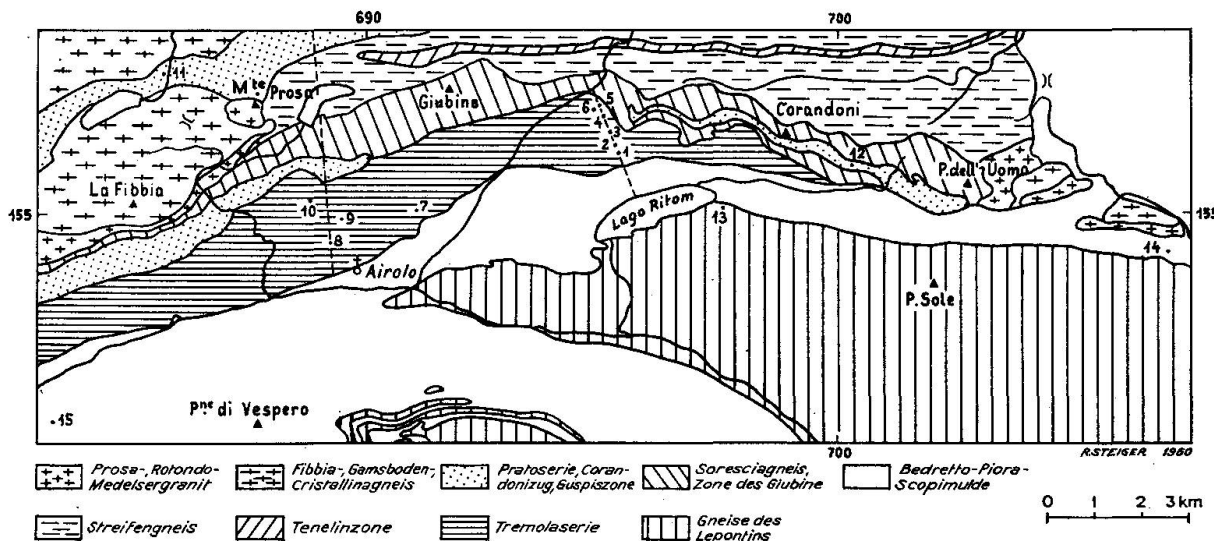 690
700
11
Mte Prosa
Giubine
Corandoni
La Fibbia
P. dell' Uomo
5
6
4
3
2
1
12
155
10
9
7
8
Lago Ritom
13
155
14
Airolo
P. Sole
15
Pne di Vespero
700
R.STEIGER 1960
Prosa-, Rotondo-
Medelsergranit
Fibbia-, Gamsboden-,
Cristallinagneis
Pratoserie, Coran-
donizug, Guspiszone
Soresciagneis,
Zone des Giubine
Bedretto-Piora-
Scopimulde
Streifengneis
Tenelinzone
Tremolaserie
Gneise des
Lepontins
0 1 2 3 km